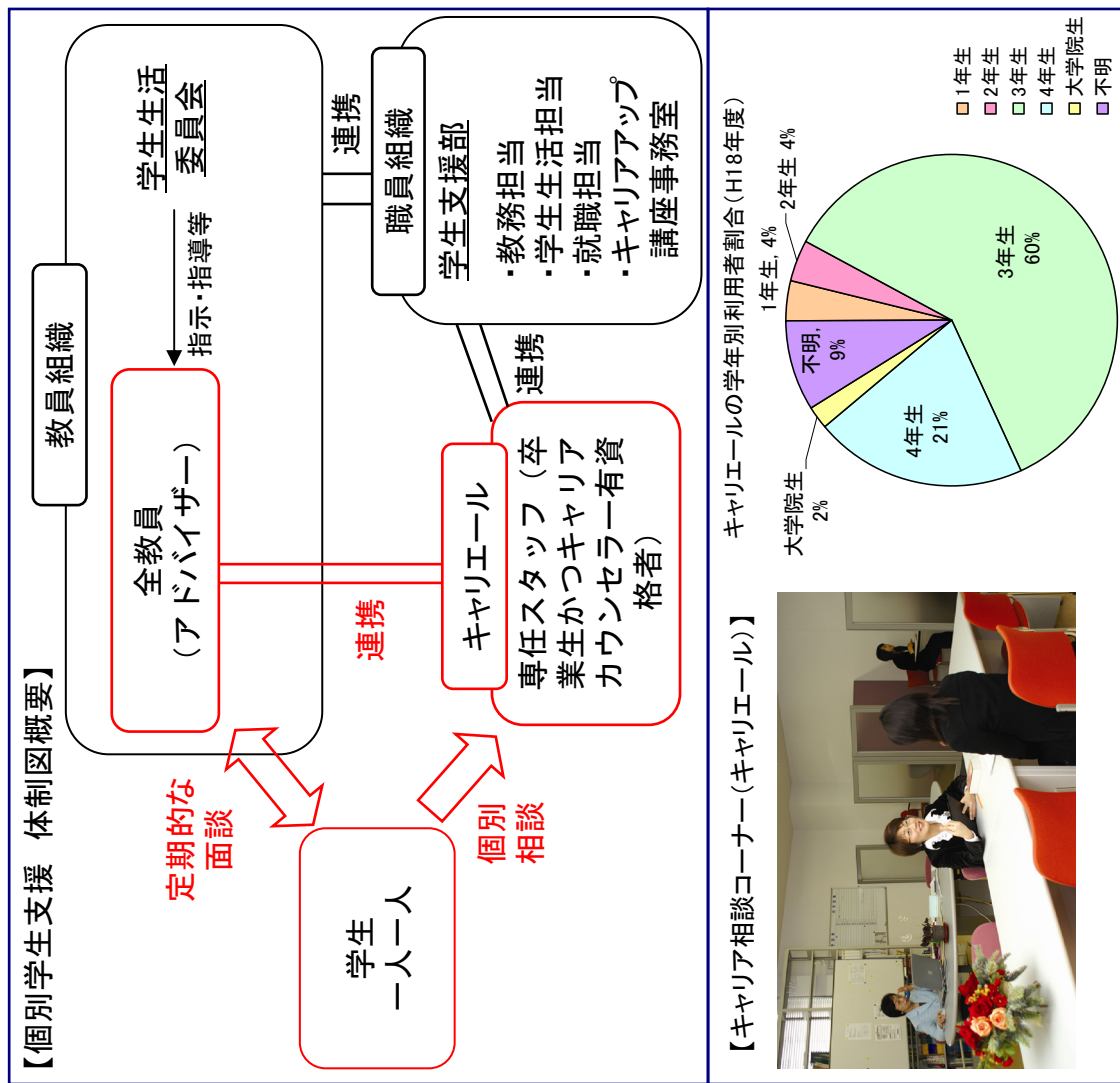 【個別学生支援 体制図概要】
教員組織
全教員
(アドバイザー)
指示・指導等
学生生活
委員会
定期的な
面談
学生
一人一人
個別
相談
連携
キャリエール
専任スタッフ(卒
業生かつキャリア
カウンセラー有資
格者)
連携
連携
職員組織
学生支援部
・教務担当
・学生生活担当
・就職担当
・キャリアアップ
講座事務室
【キャリア相談コーナー(キャリエール)】
キャリエールの学年別利用者割合(H18年度)
1年生, 4%
2年生 4%
3年生
60%
4年生
21%
大学院生
2%
不明,
9%
1年生
2年生
3年生
4年生
大学院生
不明